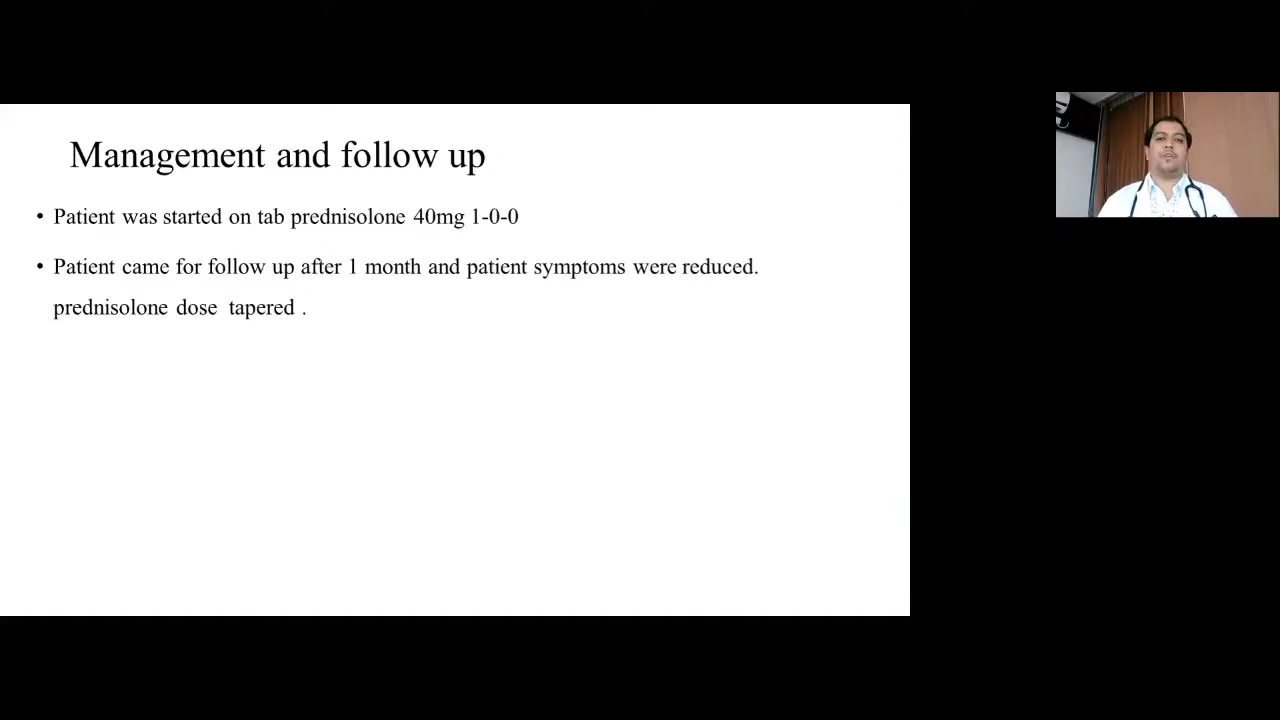 Management and follow up
• Patient was started on tab prednisolone 40mg 1-0-0
• Patient came for follow up after 1 month and patient symptoms were reduced.
prednisolone dose  tapered .